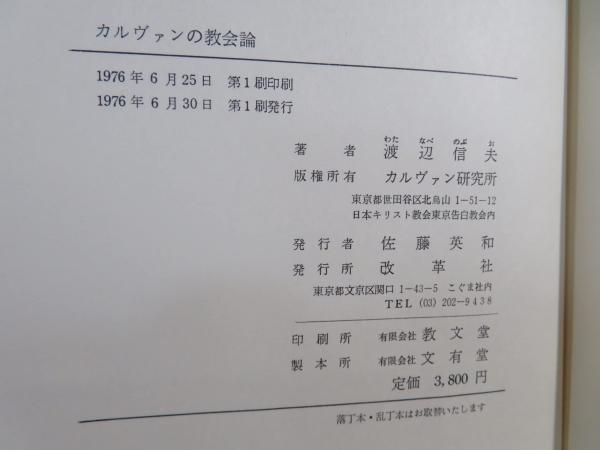 カルヴァンの教会論
1976年6月25日 第1刷印刷
1976年6月30日 第1刷発行
わた なべ のぶ お
著者 渡辺信夫
版権所有 カルヴァン研究所
東京都世田谷区北烏山1-51-12
日本キリスト教会東京告白教会内
発行者 佐藤英和
発行所 改革社
東京都文京区関口1-43-5 こぐま社内
TEL (03) 202-9438
印刷所 有限会社 教文堂
製本所 有限会社 文有堂
定価 3,800円
落丁本・乱丁本はお取替いたします